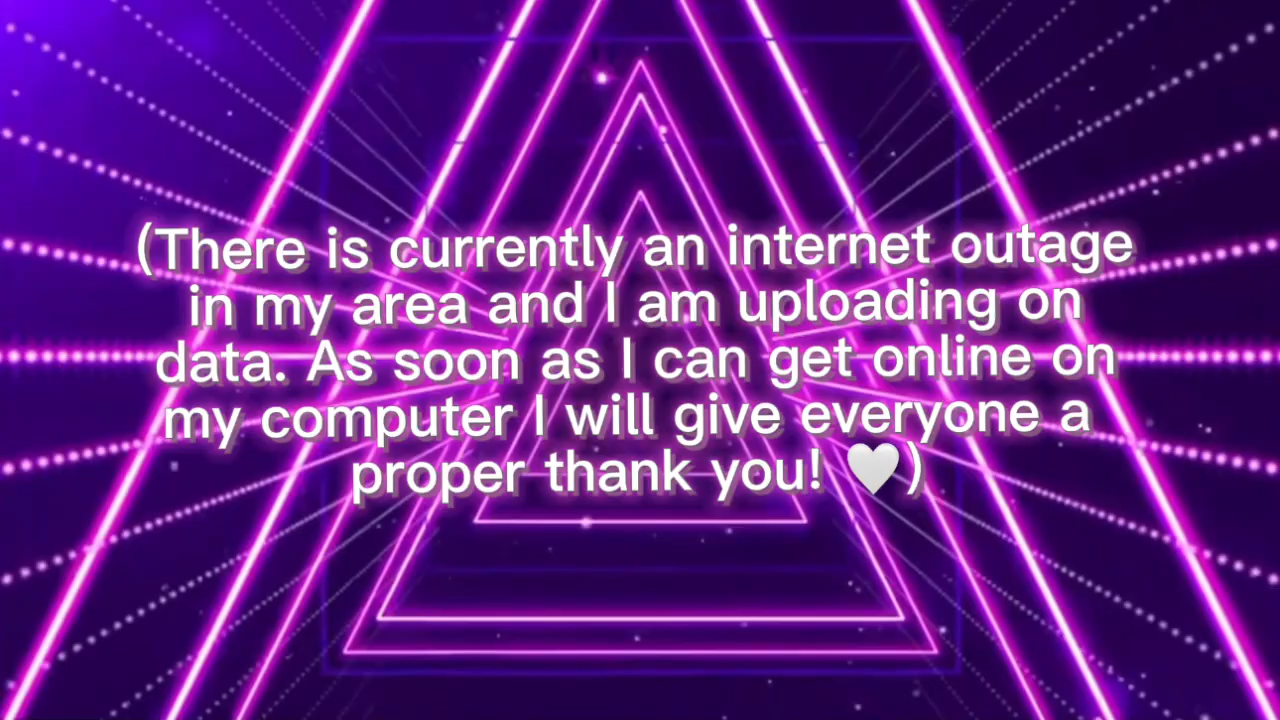 (There is currently an internet outage
in my area and I am uploading on
data. As soon as I can get online on
my computer I will give everyone a
proper thank you! 🤍)